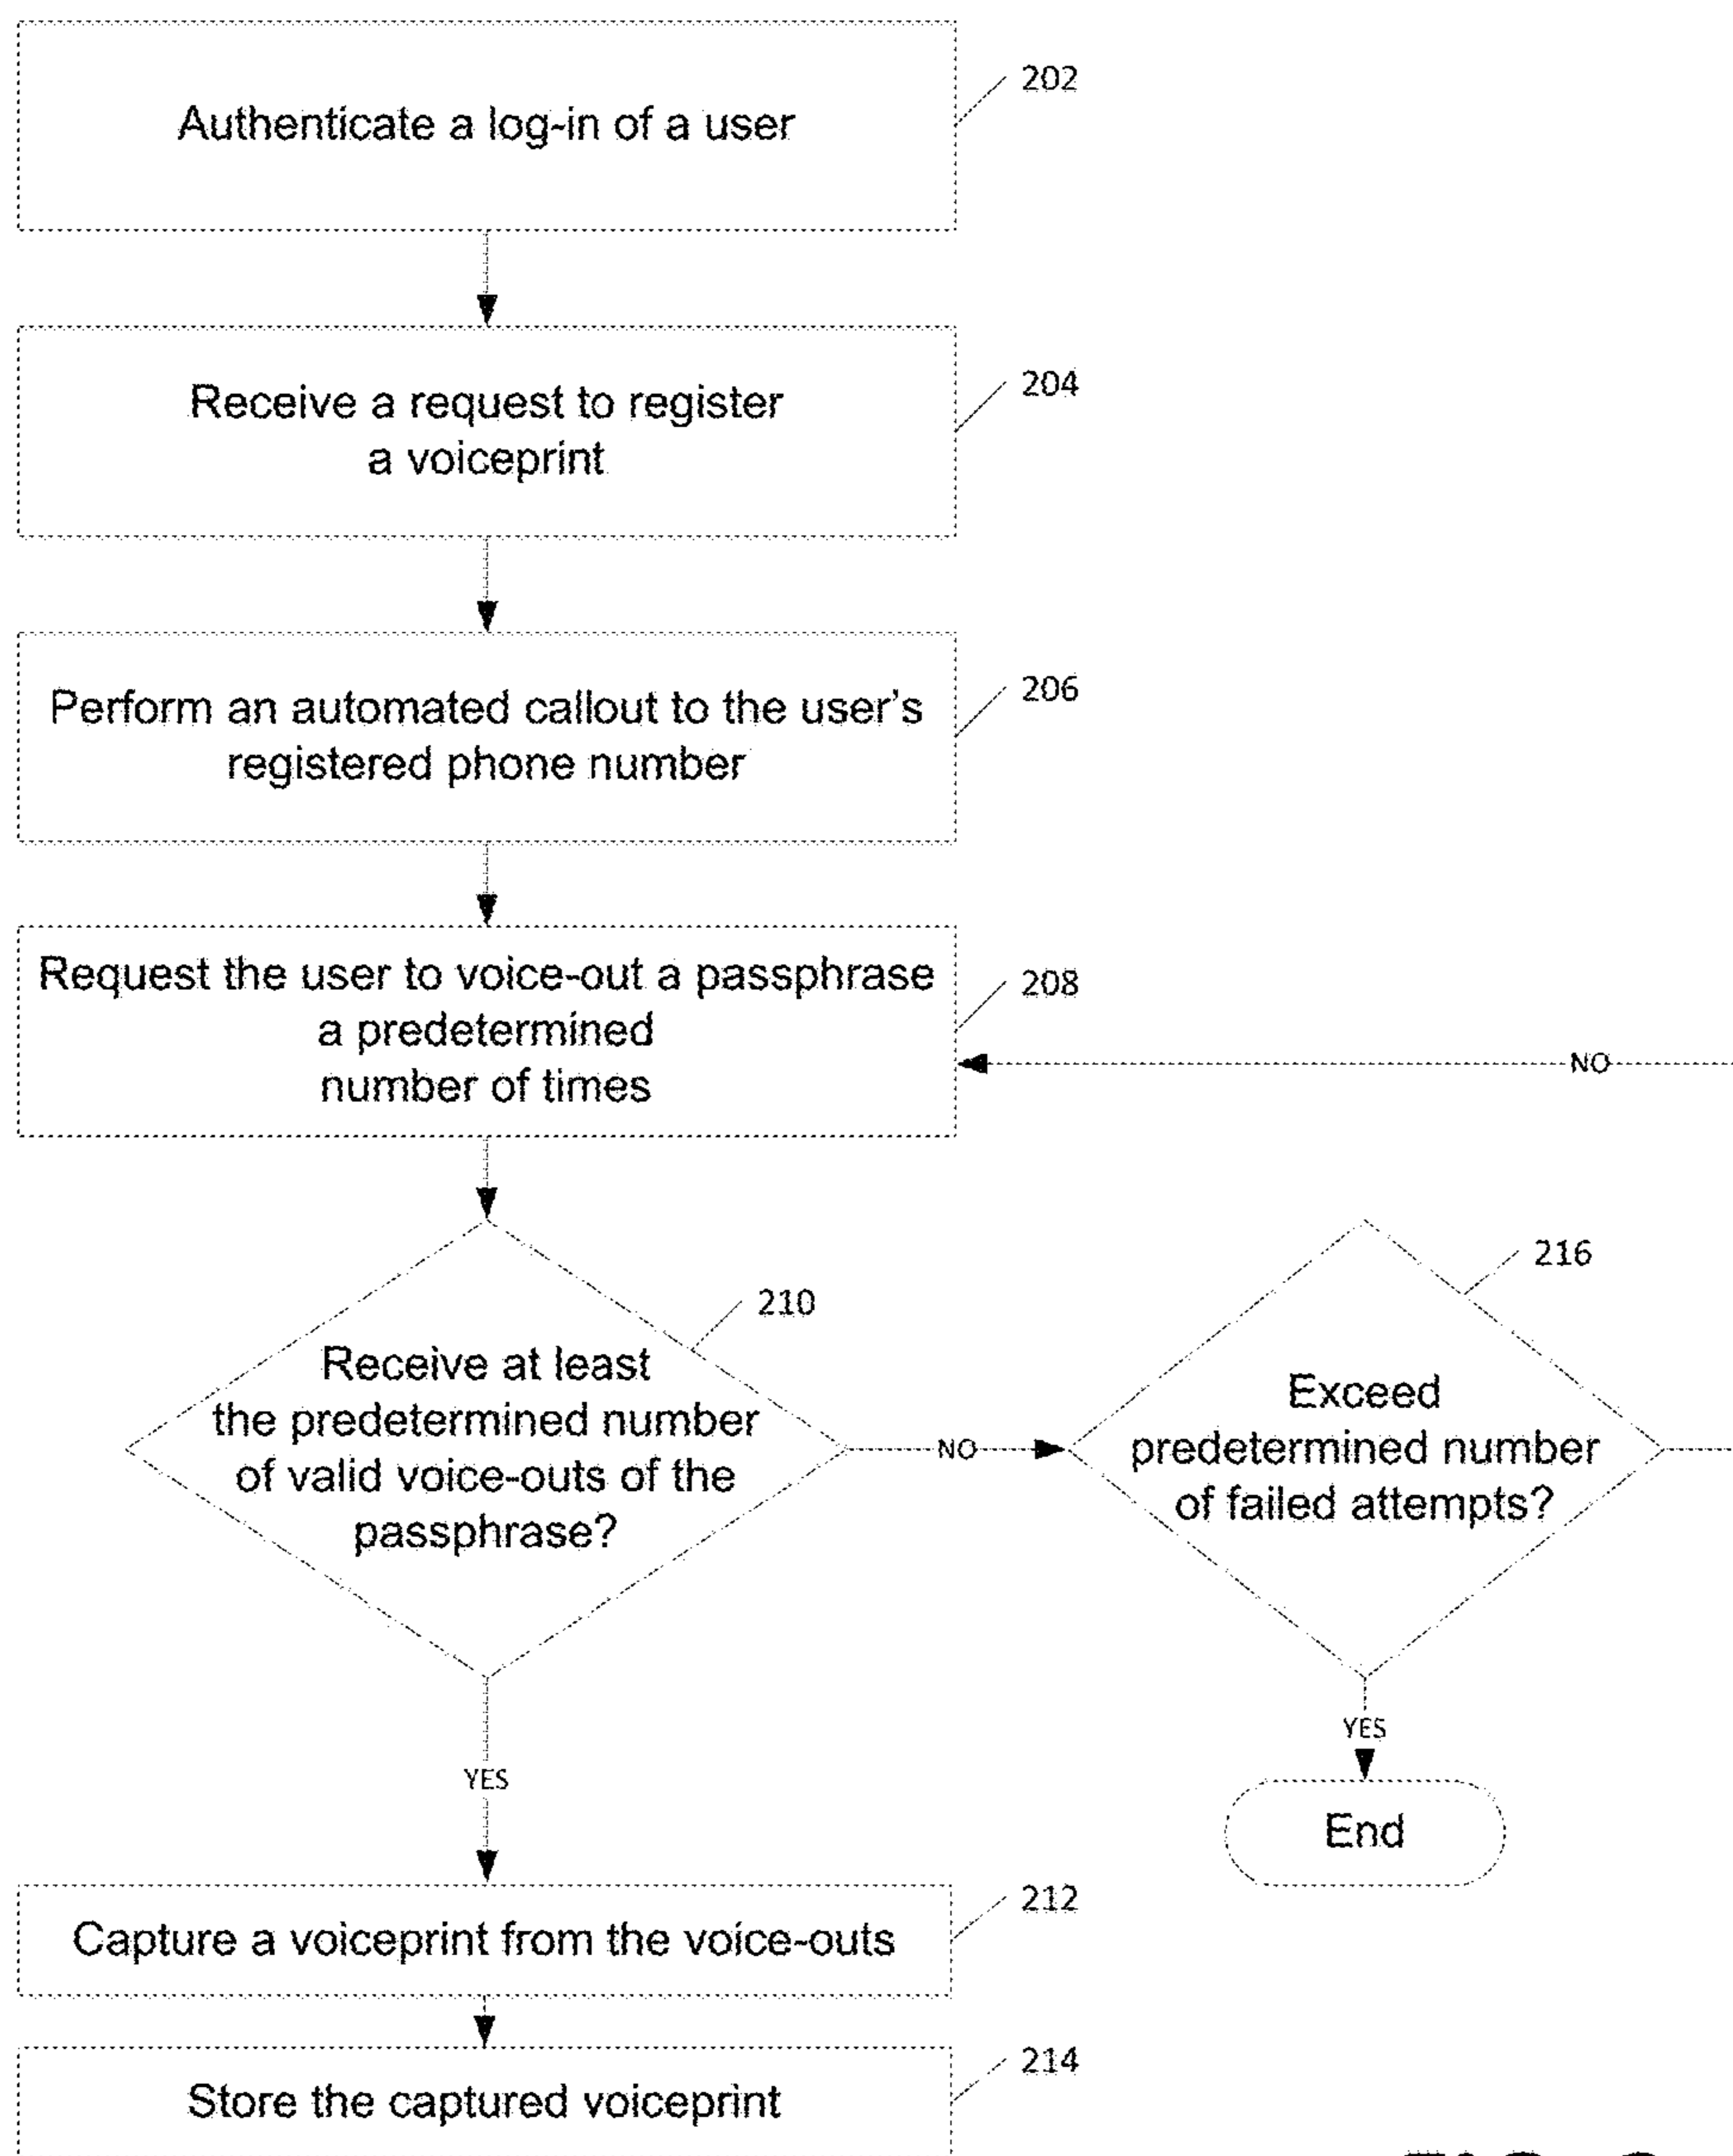 Authenticate a log-in of a user
202
Receive a request to register
a voiceprint
204
Perform an automated callout to the user's
registered phone number
206
Request the user to voice-out a passphrase
a predetermined
number of times
208
NO
Receive at least
the predetermined number
of valid voice-outs of the
passphrase?
210
NO
Exceed
predetermined number
of failed attempts?
216
YES
End
YES
Capture a voiceprint from the voice-outs
212
Store the captured voiceprint
214